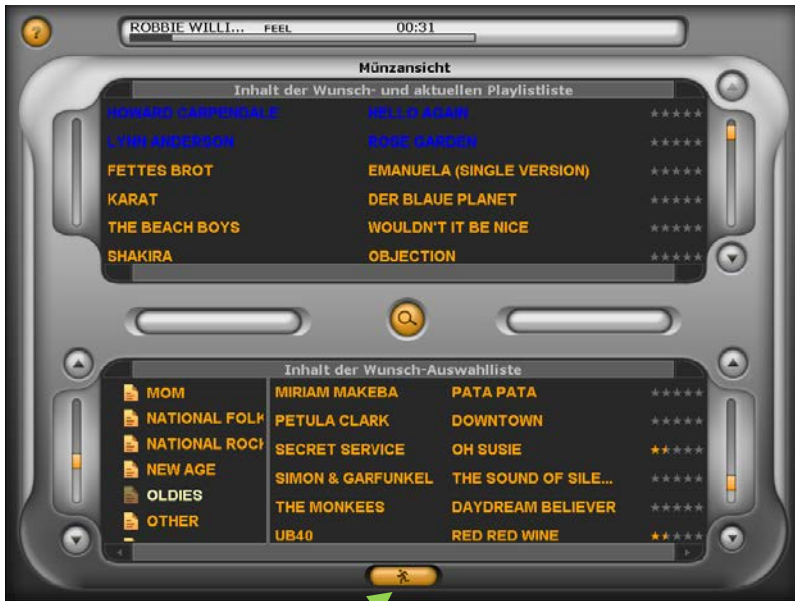 ?
ROBBIE WILLI... FEEL 00:31
Münzansicht
Inhalt der Wunsch- und aktuellen Playlistliste
HOWARD CARPENDALE HELLO AGAIN
LYNN ANDERSON ROSE GARDEN
FETTES BROT EMANUELA (SINGLE VERSION)
KARAT DER BLAUE PLANET
THE BEACH BOYS WOULDN'T IT BE NICE
SHAKIRA OBJECTION
Inhalt der Wunsch-Auswahlliste
MOM MIRIAM MAKEBA PATA PATA
NATIONAL FOLK PETULA CLARK DOWNTOWN
NATIONAL ROCK SECRET SERVICE OH SUSIE
NEW AGE SIMON & GARFUNKEL THE SOUND OF SILE...
OLDIES THE MONKEES DAYDREAM BELIEVER
OTHER UB40 RED RED WINE